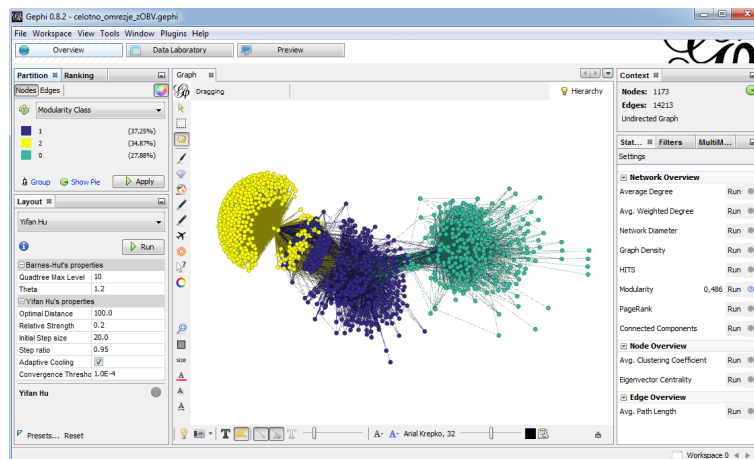 Gephi 0.8.2 - celotno_omrezje_zOBV.gephi
File Workspace View Tools Window Plugins Help
Overview Data Laboratory Preview
Partition Ranking
Nodes Edges
Modularity Class
1 (37.25%)
2 (34,87%)
0 (27,88%)
Group Show Pie Apply
Layout
Yifan Hu
Run
Barnes-Hut's properties
Quadtree Max Level 10
Theta 1.2
Yifan Hu's properties
Optimal Distance 100.0
Relative Strength 0.2
Initial Step size 20.0
Step ratio 0.95
Adaptive Cooling
Convergence Thresho 1.0E-4
Yifan Hu
Presets... Reset
Graph
Dragging Hierarchy
size
A
A
A
T T A- A- Arial Krepko, 32
Context
Nodes: 1173
Edges: 14213
Undirected Graph
Stat... Filters MultiM...
Settings
Network Overview
Average Degree Run
Avg. Weighted Degree Run
Network Diameter Run
Graph Density Run
HITS Run
Modularity 0,486 Run
PageRank Run
Connected Components Run
Node Overview
Avg. Clustering Coefficient Run
Eigenvector Centrality Run
Edge Overview
Avg. Path Length Run
Workspace 0